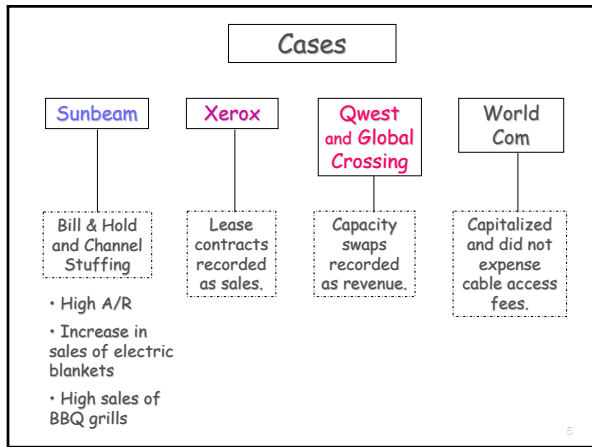 Cases
Sunbeam
Bill & Hold
and Channel
Stuffing
• High A/R
• Increase in
sales of electric
blankets
• High sales of
BBQ grills
Xerox
Lease
contracts
recorded
as sales.
Qwest
and Global
Crossing
Capacity
swaps
recorded
as revenue.
World
Com
Capitalized
and did not
expense
cable access
fees.
5